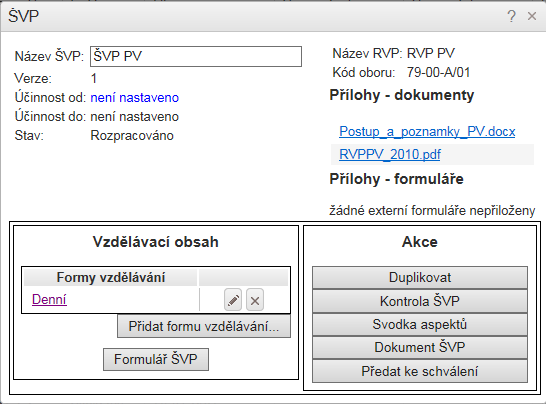 ŠVP
? ×
Název ŠVP: ŠVP PV
Verze: 1
Účinnost od: není nastaveno
Účinnost do: není nastaveno
Stav: Rozpracováno
Název RVP: RVP PV
Kód oboru: 79-00-A/01
Přílohy - dokumenty
Postup_a_poznamky_PV.docx
RVPPV_2010.pdf
Přílohy - formuláře
žádné externí formuláře nepřiloženy
Vzdělávací obsah
Formy vzdělávání
Denní
Přidat formu vzdělávání...
Formulář ŠVP
Akce
Duplikovat
Kontrola ŠVP
Svodka aspektů
Dokument ŠVP
Předat ke schválení